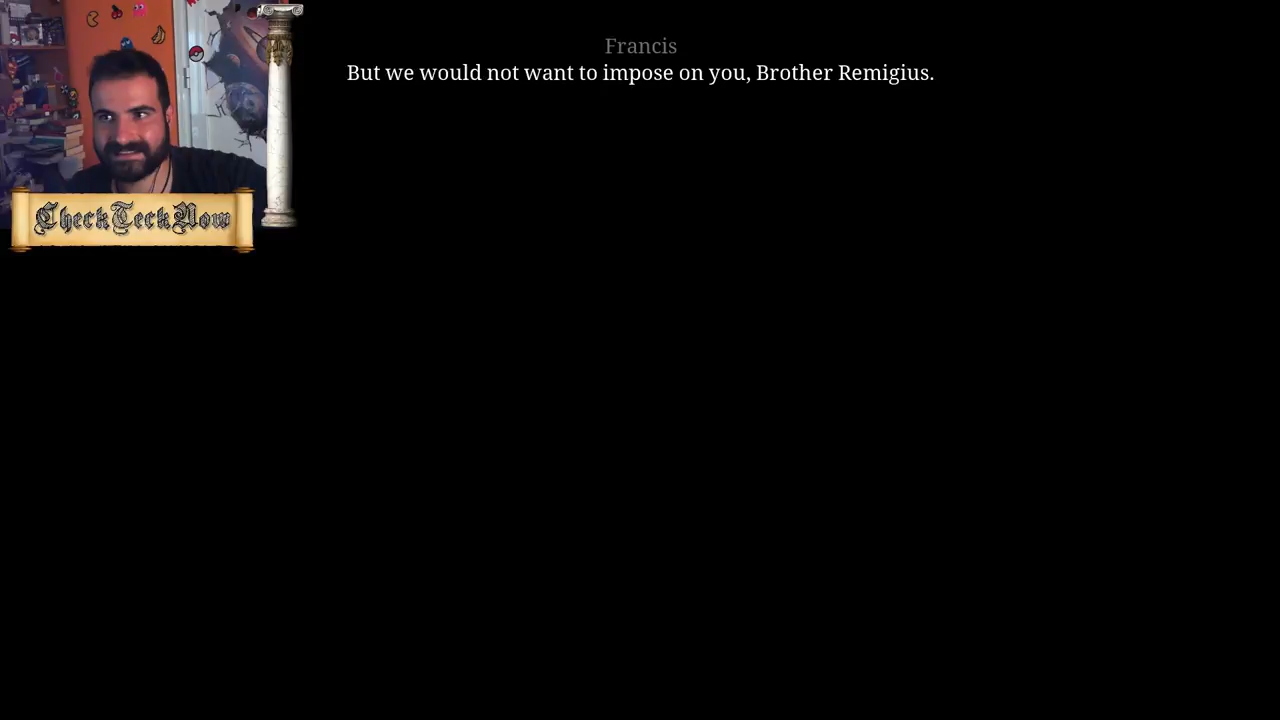 Francis
But we would not want to impose on you, Brother Remigius.
CheckTeckNow